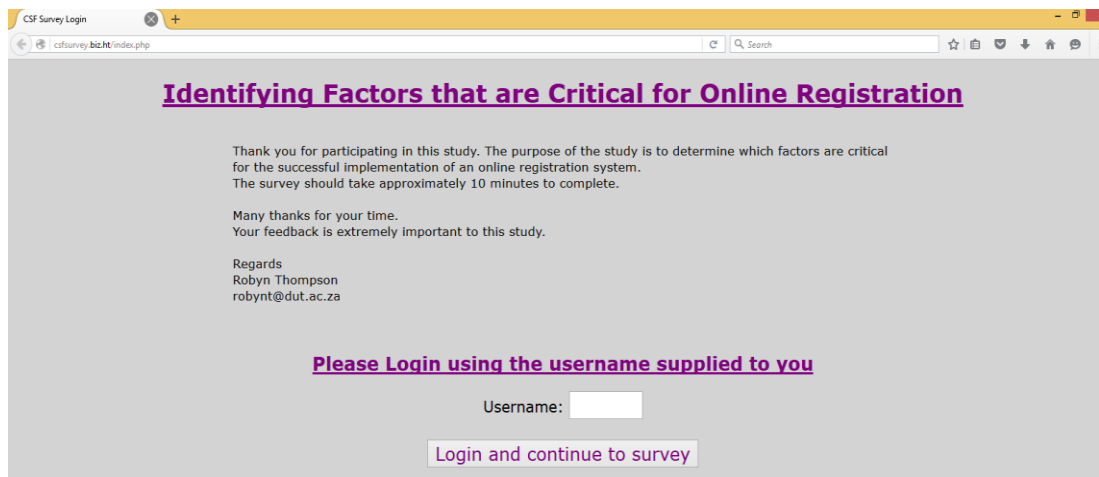 CSF Survey Login
csfsurvey.biz.ht/index.php
Search
Identifying Factors that are Critical for Online Registration
Thank you for participating in this study. The purpose of the study is to determine which factors are critical
for the successful implementation of an online registration system.
The survey should take approximately 10 minutes to complete.
Many thanks for your time.
Your feedback is extremely important to this study.
Regards
Robyn Thompson
robynt@dut.ac.za
Please Login using the username supplied to you
Username:
Login and continue to survey